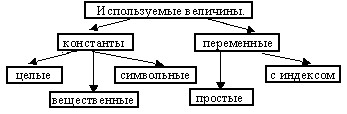 Используемые величины.
константы
переменные
целые
символьные
с индексом
вещественные
простые